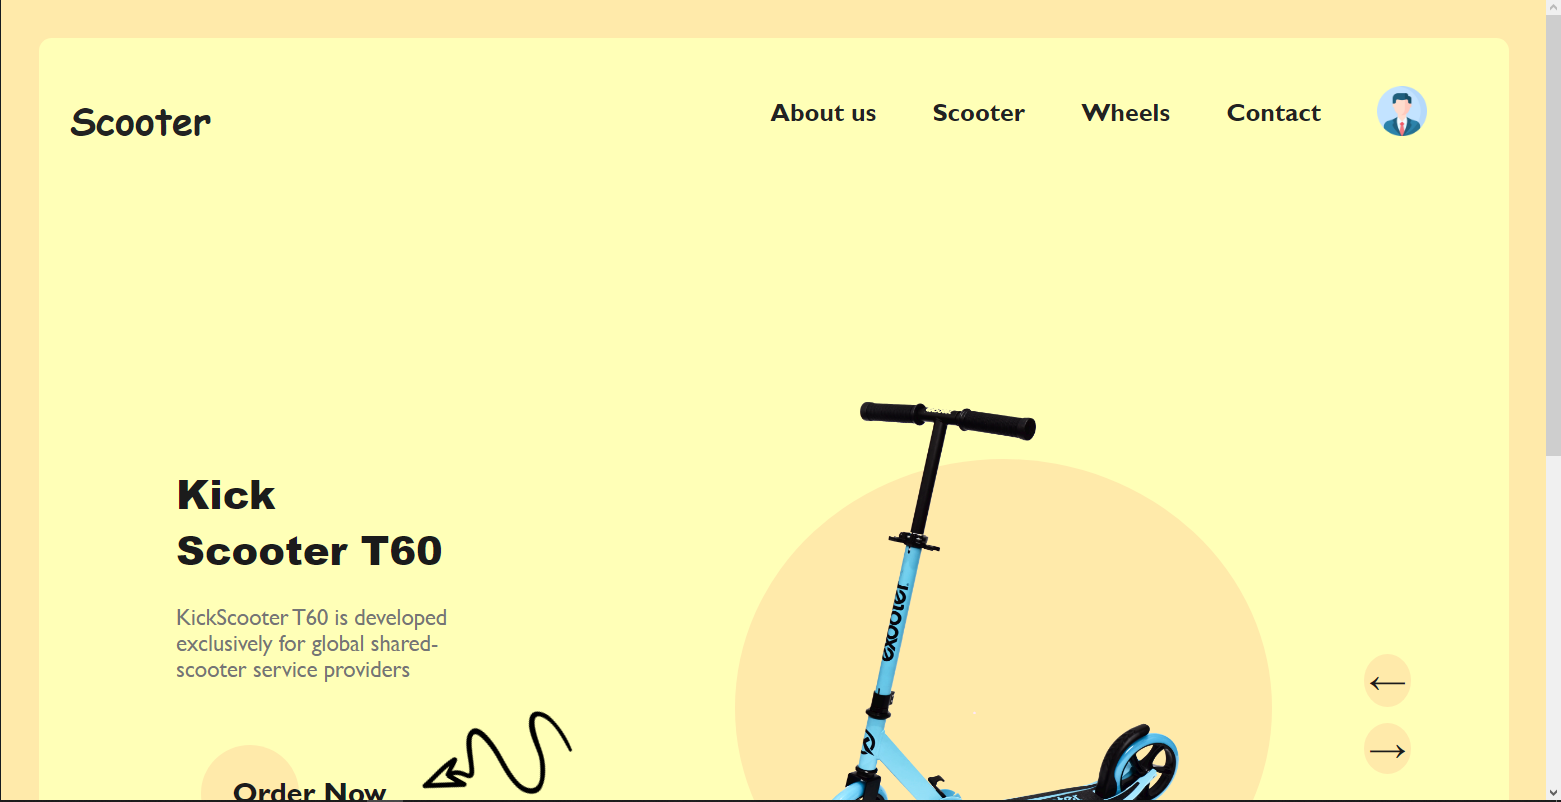 Scooter
About us
Scooter
Wheels
Contact
Kick
Scooter T60
KickScooter T60 is developed
exclusively for global shared-
scooter service providers
exooter
Order Now